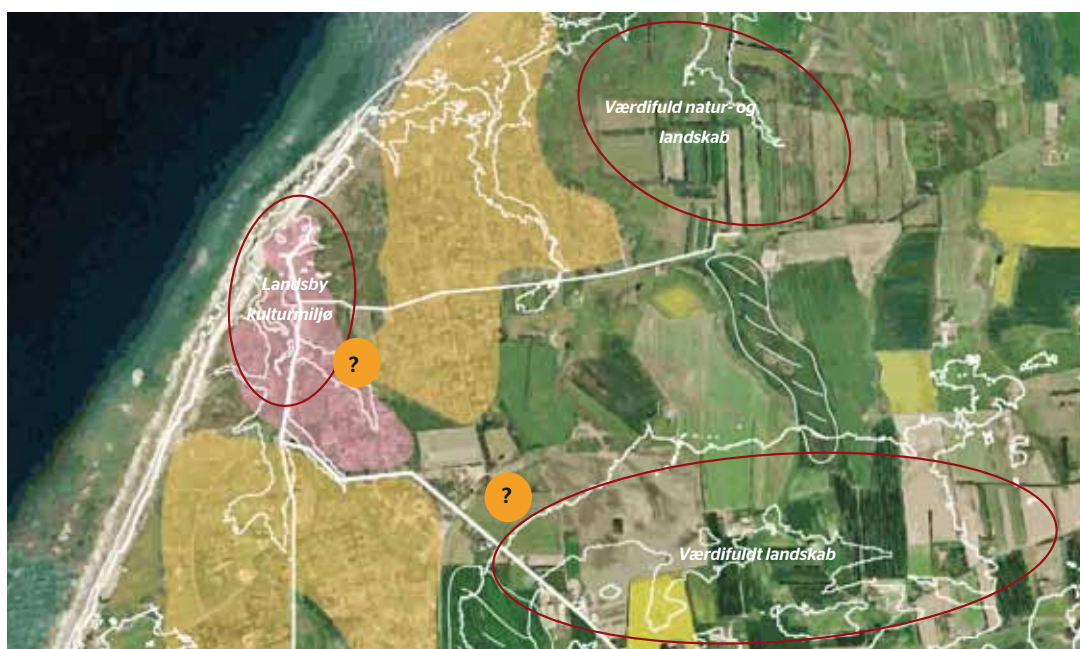 Værdifuld natur- og
landskab
Landsby
kulturmiljø
?
?
Værdifuldt landskab